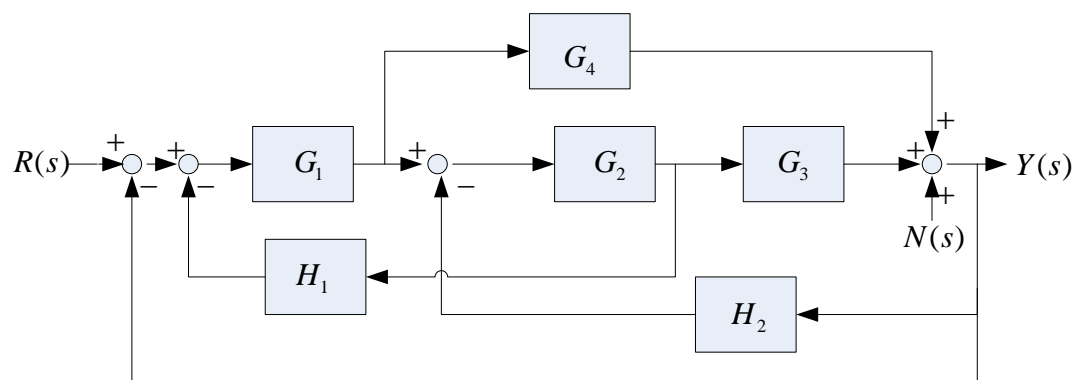 G₄
+
+ + + + +
R(s) G₁ G₂ G₃ Y(s)
− − − +
N(s)
H₁
H₂